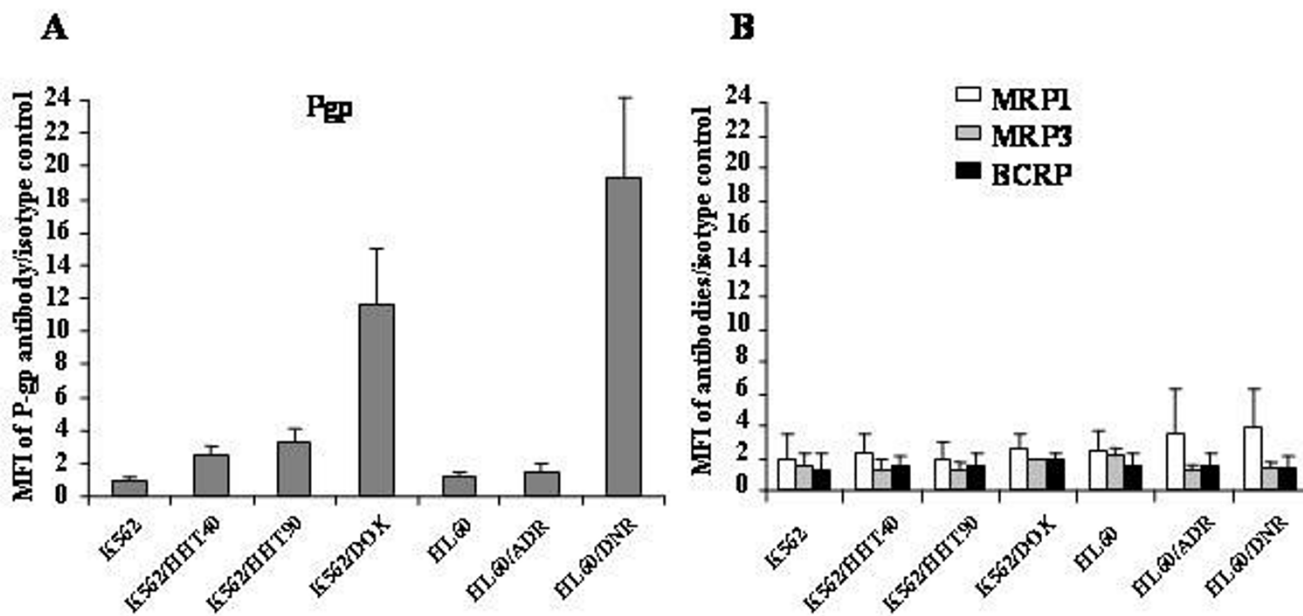 A
Pgp
MFI of P-gp antibody/isotype control
24
22
20
18
16
14
12
10
8
6
4
2
0
K562
K562/HHT40
K562/HHT90
K562/DOX
HL60
HL60/ADR
HL60/DNR
B
MRP1
MRP3
BCRP
MFI of antibodies/isotype control
24
22
20
18
16
14
12
10
8
6
4
2
0
K562
K562/HHT40
K562/HHT90
K562/DOX
HL60
HL60/ADR
HL60/DNR